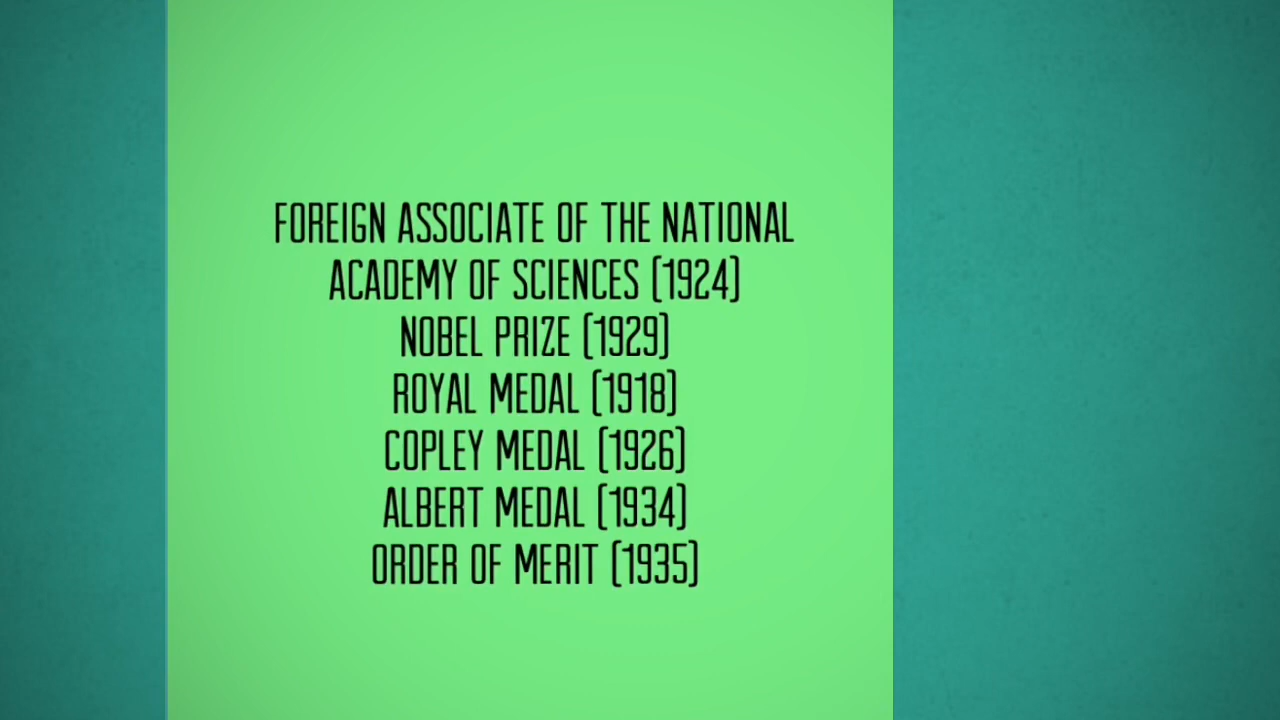 FOREIGN ASSOCIATE OF THE NATIONAL
ACADEMY OF SCIENCES (1924)
NOBEL PRIZE (1929)
ROYAL MEDAL (1918)
COPLEY MEDAL (1926)
ALBERT MEDAL (1934)
ORDER OF MERIT (1935)